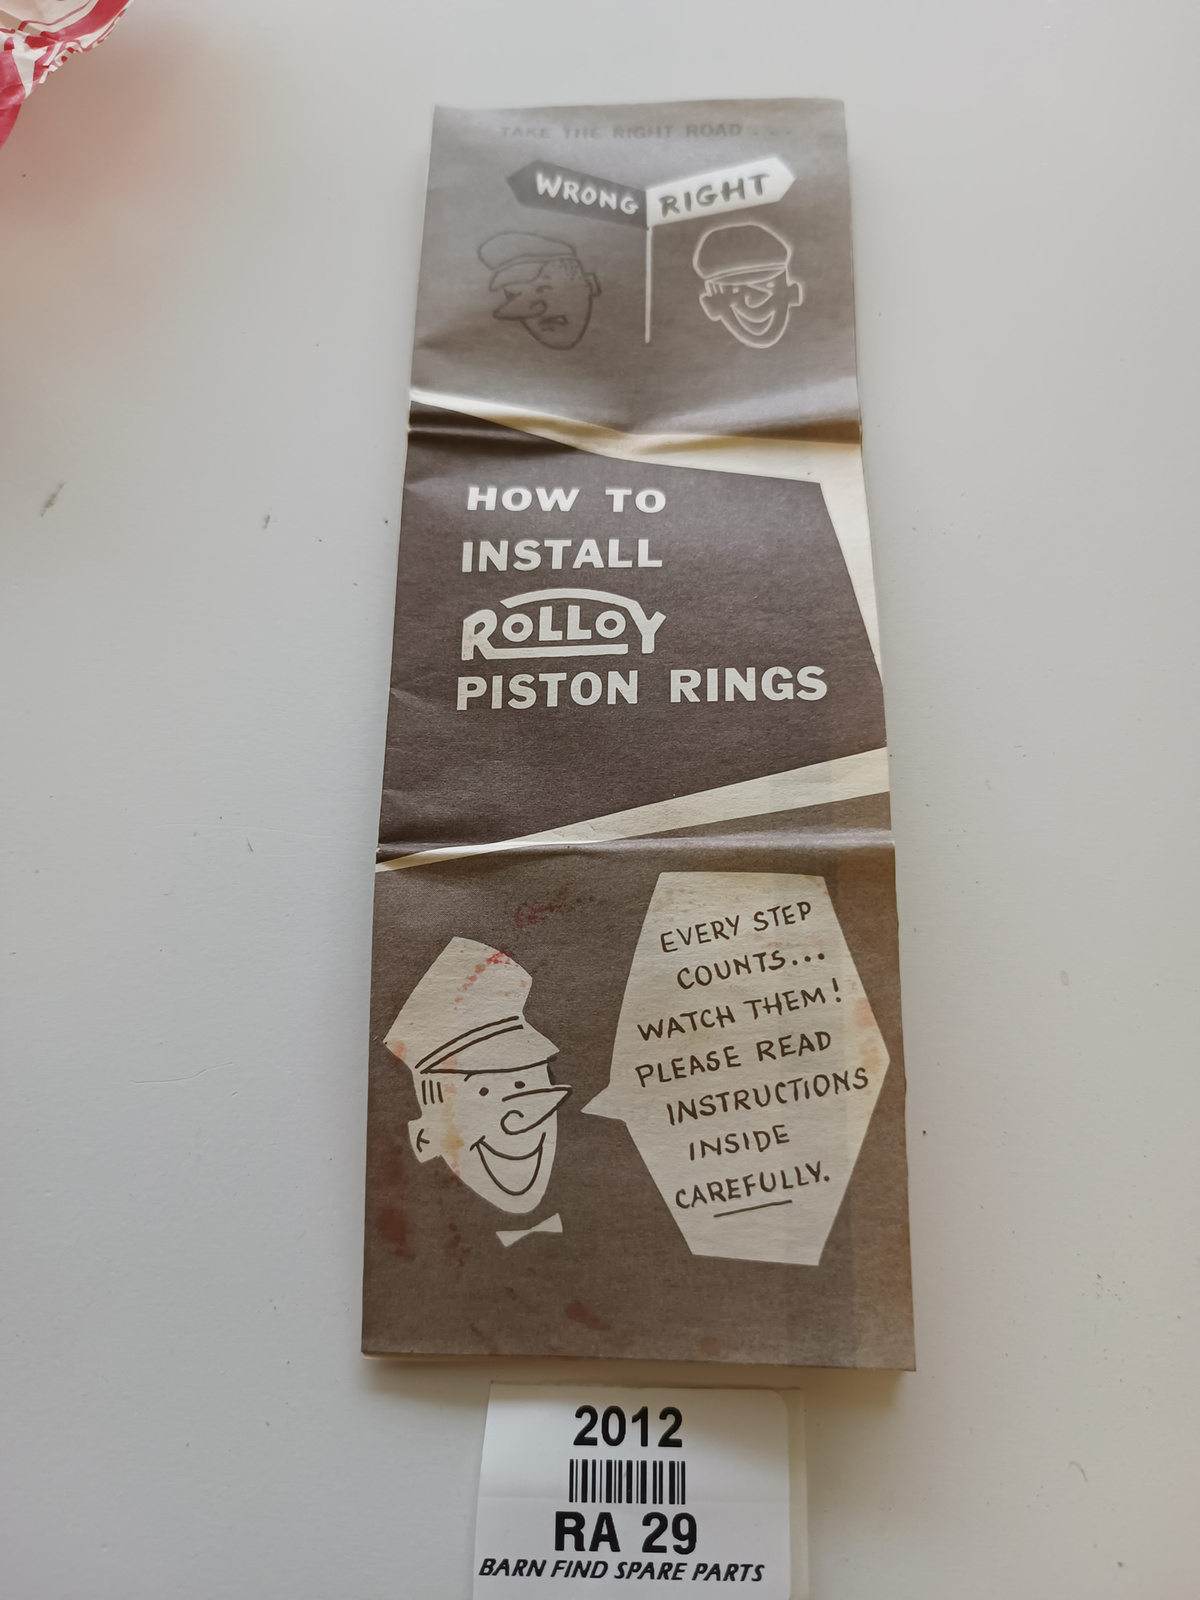 TAKE THE RIGHT ROAD . . .
WRONG RIGHT
HOW TO
INSTALL
ROLLOY
PISTON RINGS
EVERY STEP
COUNTS...
WATCH THEM!
PLEASE READ
INSTRUCTIONS
INSIDE
CAREFULLY.
2012
RA 29
BARN FIND SPARE PARTS